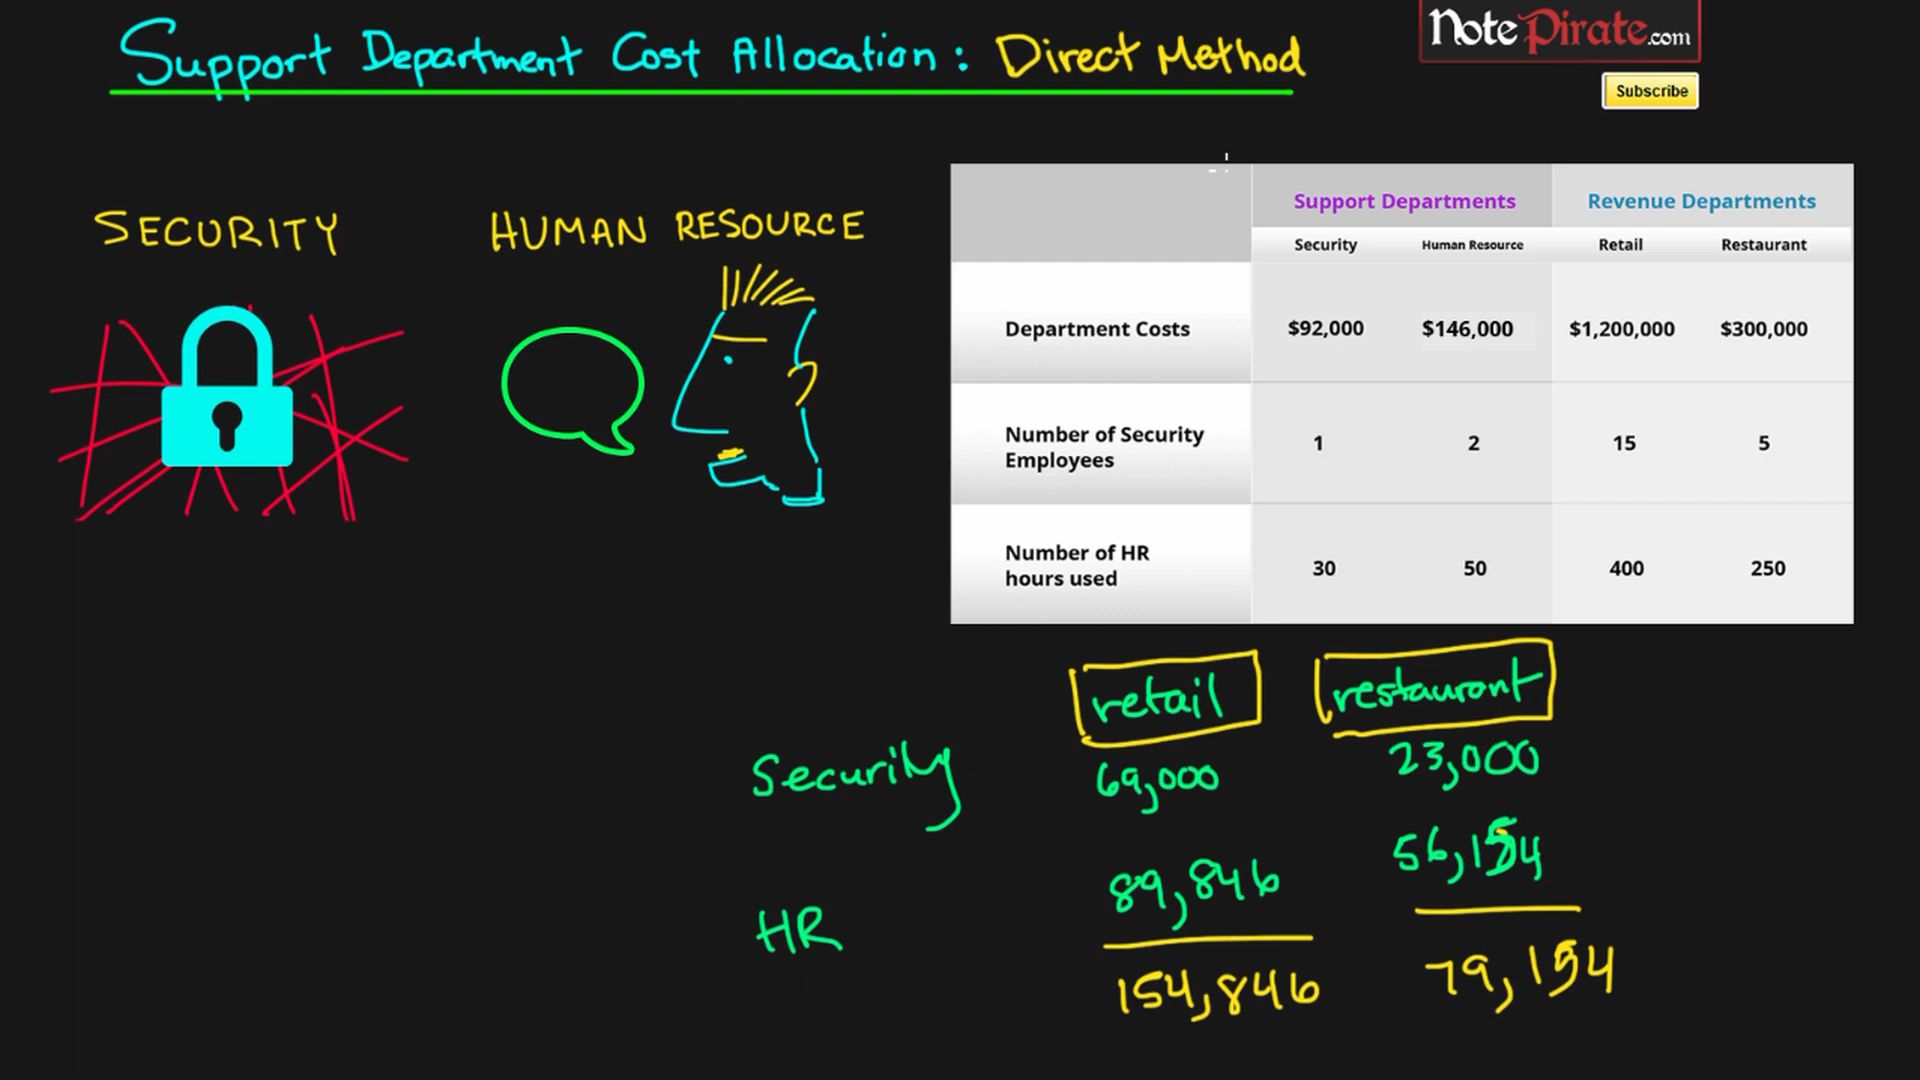 Support Department Cost Allocation: Direct Method
NotePirate.com
Subscribe
SECURITY
HUMAN RESOURCE
Support Departments Revenue Departments
Security Human Resource Retail Restaurant
Department Costs $92,000 $146,000 $1,200,000 $300,000
Number of Security
Employees 1 2 15 5
Number of HR
hours used 30 50 400 250
retail restaurant
Security 69,000 23,000
HR 89,846 56,154
154,846 79,154